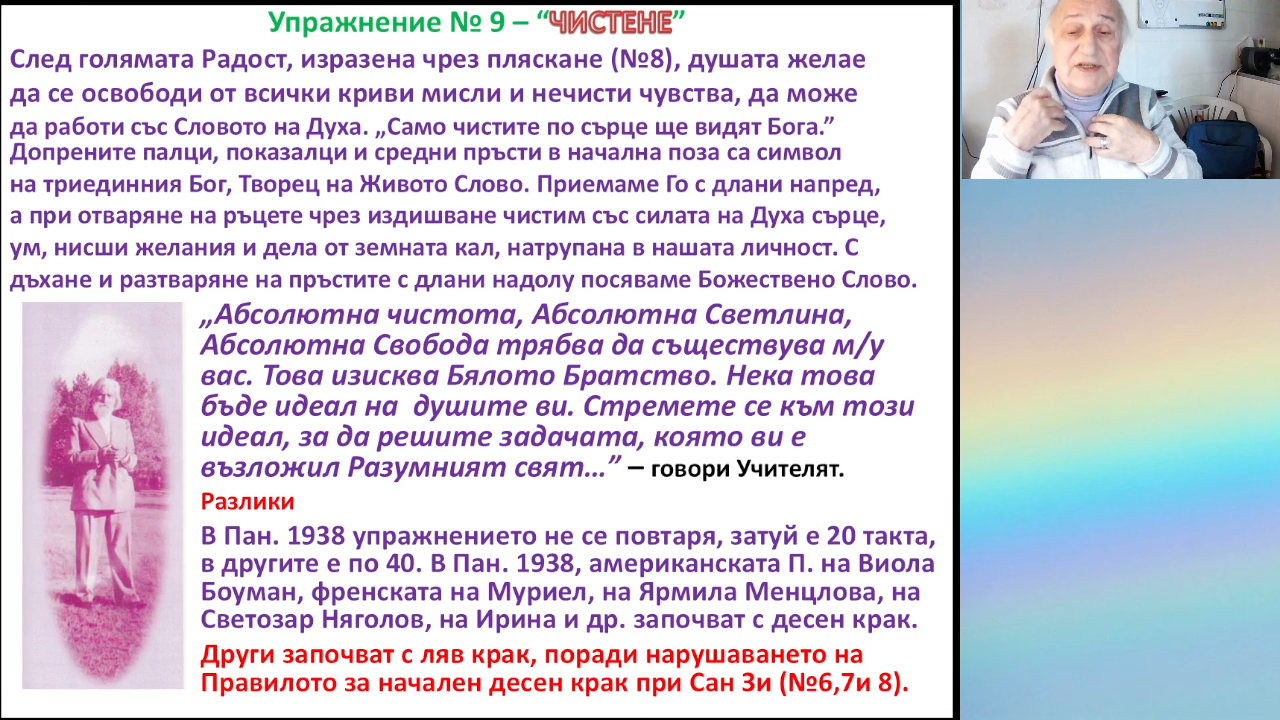 Упражнение № 9 – “ЧИСТЕНЕ”
След голямата Радост, изразена чрез пляскане (№8), душата желае
да се освободи от всички криви мисли и нечисти чувства, да може
да работи със Словото на Духа. „Само чистите по сърце ще видят Бога.”
Допрените палци, показалци и средни пръсти в начална поза са символ
на триединния Бог, Творец на Живото Слово. Приемаме Го с длани напред,
а при отваряне на ръцете чрез издишване чистим със силата на Духа сърце,
ум, нисши желания и дела от земната кал, натрупана в нашата личност. С
дъхане и разтваряне на пръстите с длани надолу посяваме Божествено Слово.
„Абсолютна чистота, Абсолютна Светлина,
Абсолютна Свобода трябва да съществува м/у
вас. Това изисква Бялото Братство. Нека това
бъде идеал на  душите ви. Стремете се към този
идеал, за да решите задачата, която ви е
възложил Разумният свят…” – говори Учителят.
Разлики
В Пан. 1938 упражнението не се повтаря, затуй е 20 такта,
в другите е по 40. В Пан. 1938, американската П. на Виола
Боуман, френската на Муриел, на Ярмила Менцлова, на
Светозар Няголов, на Ирина и др. започват с десен крак.
Други започват с ляв крак, поради нарушаването на
Правилото за начален десен крак при Сан 3и (№6,7и 8).